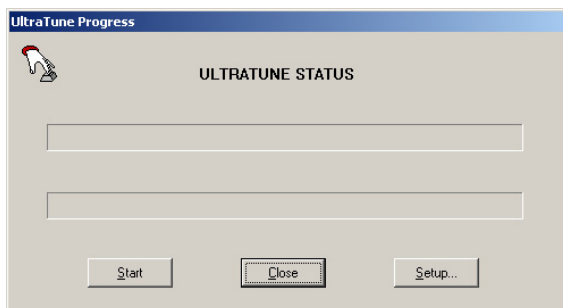 UltraTune Progress
ULTRATUNE STATUS
Start Close Setup...